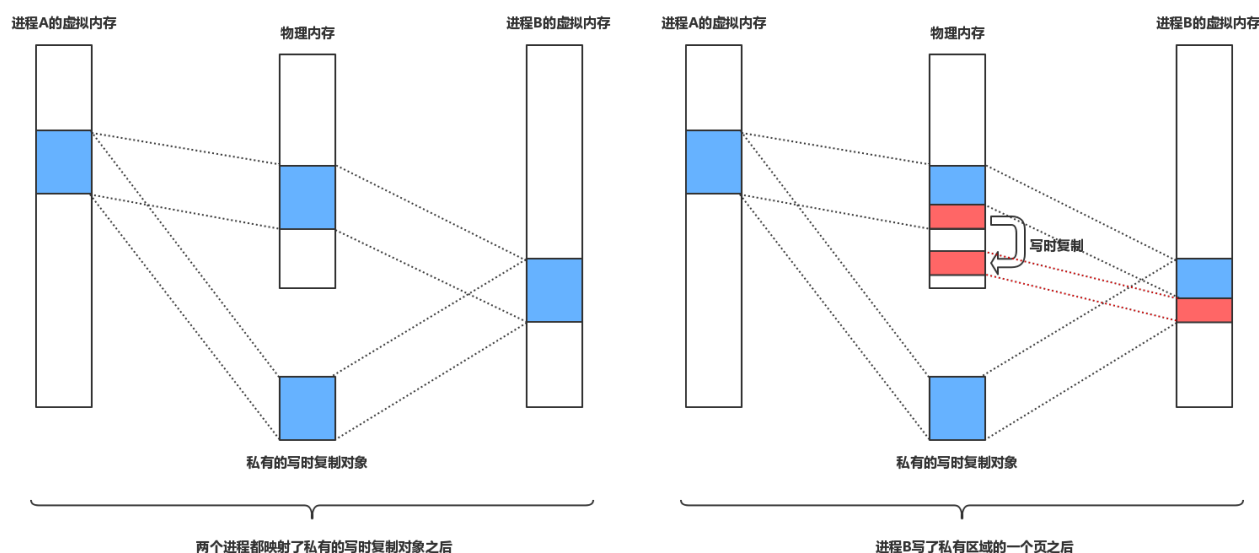 进程A的虚拟内存
物理内存
进程B的虚拟内存
私有的写时复制对象
两个进程都映射了私有的写时复制对象之后
进程A的虚拟内存
物理内存
进程B的虚拟内存
写时复制
私有的写时复制对象
进程B写了私有区域的一个页之后